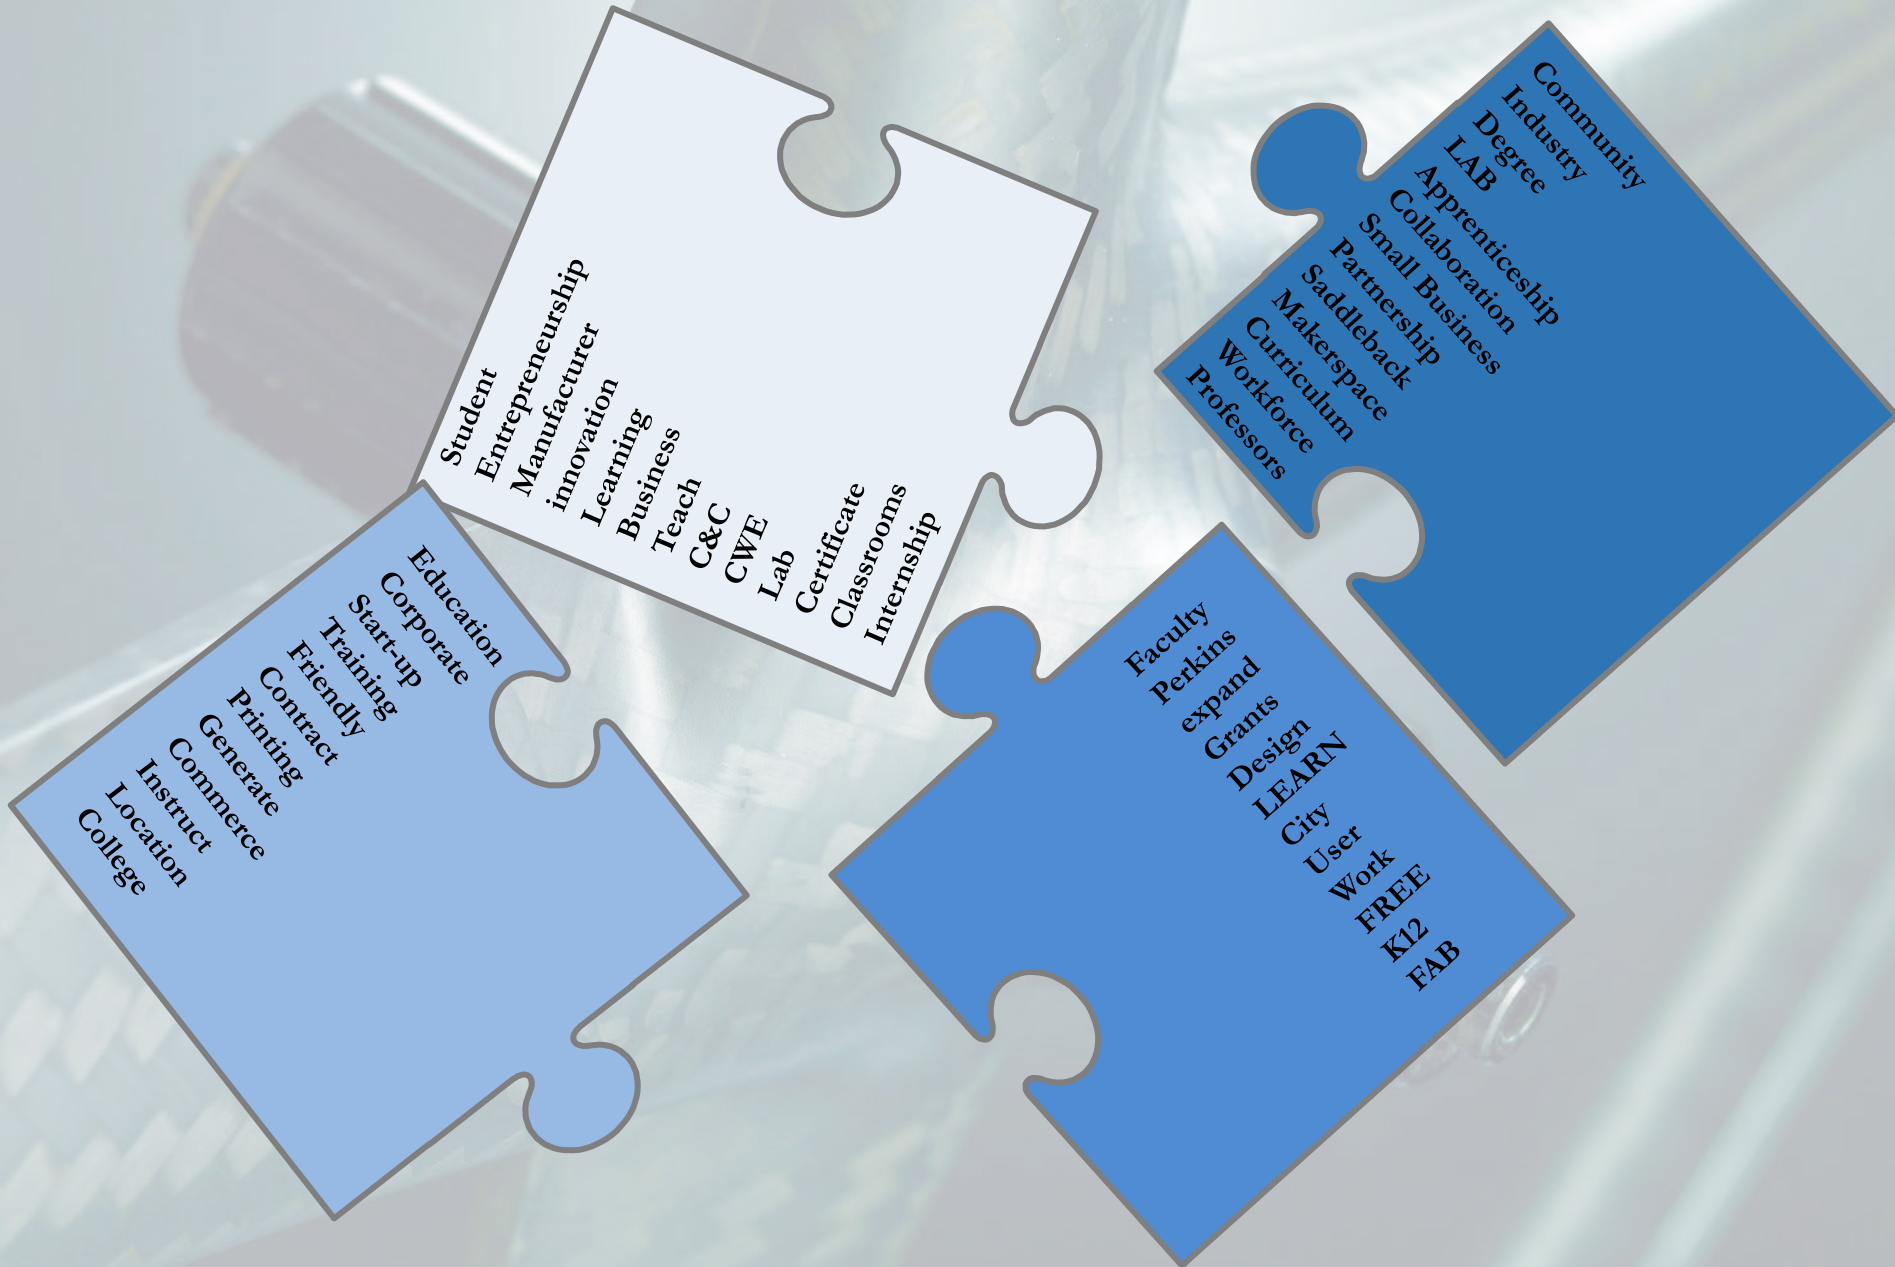 Student
Entrepreneurship
Manufacturer
innovation
Learning
Business
Teach
C&C
CWE
Lab
Certificate
Classrooms
Internship
Community
Industry
Degree
LAB
Apprenticeship
Collaboration
Small Business
Partnership
Saddleback
Makerspace
Curriculum
Workforce
Professors
Education
Corporate
Start-up
Training
Friendly
Contract
Printing
Generate
Commerce
Instruct
Location
College
Faculty
Perkins
expand
Grants
Design
LEARN
City
User
Work
FREE
K12
FAB